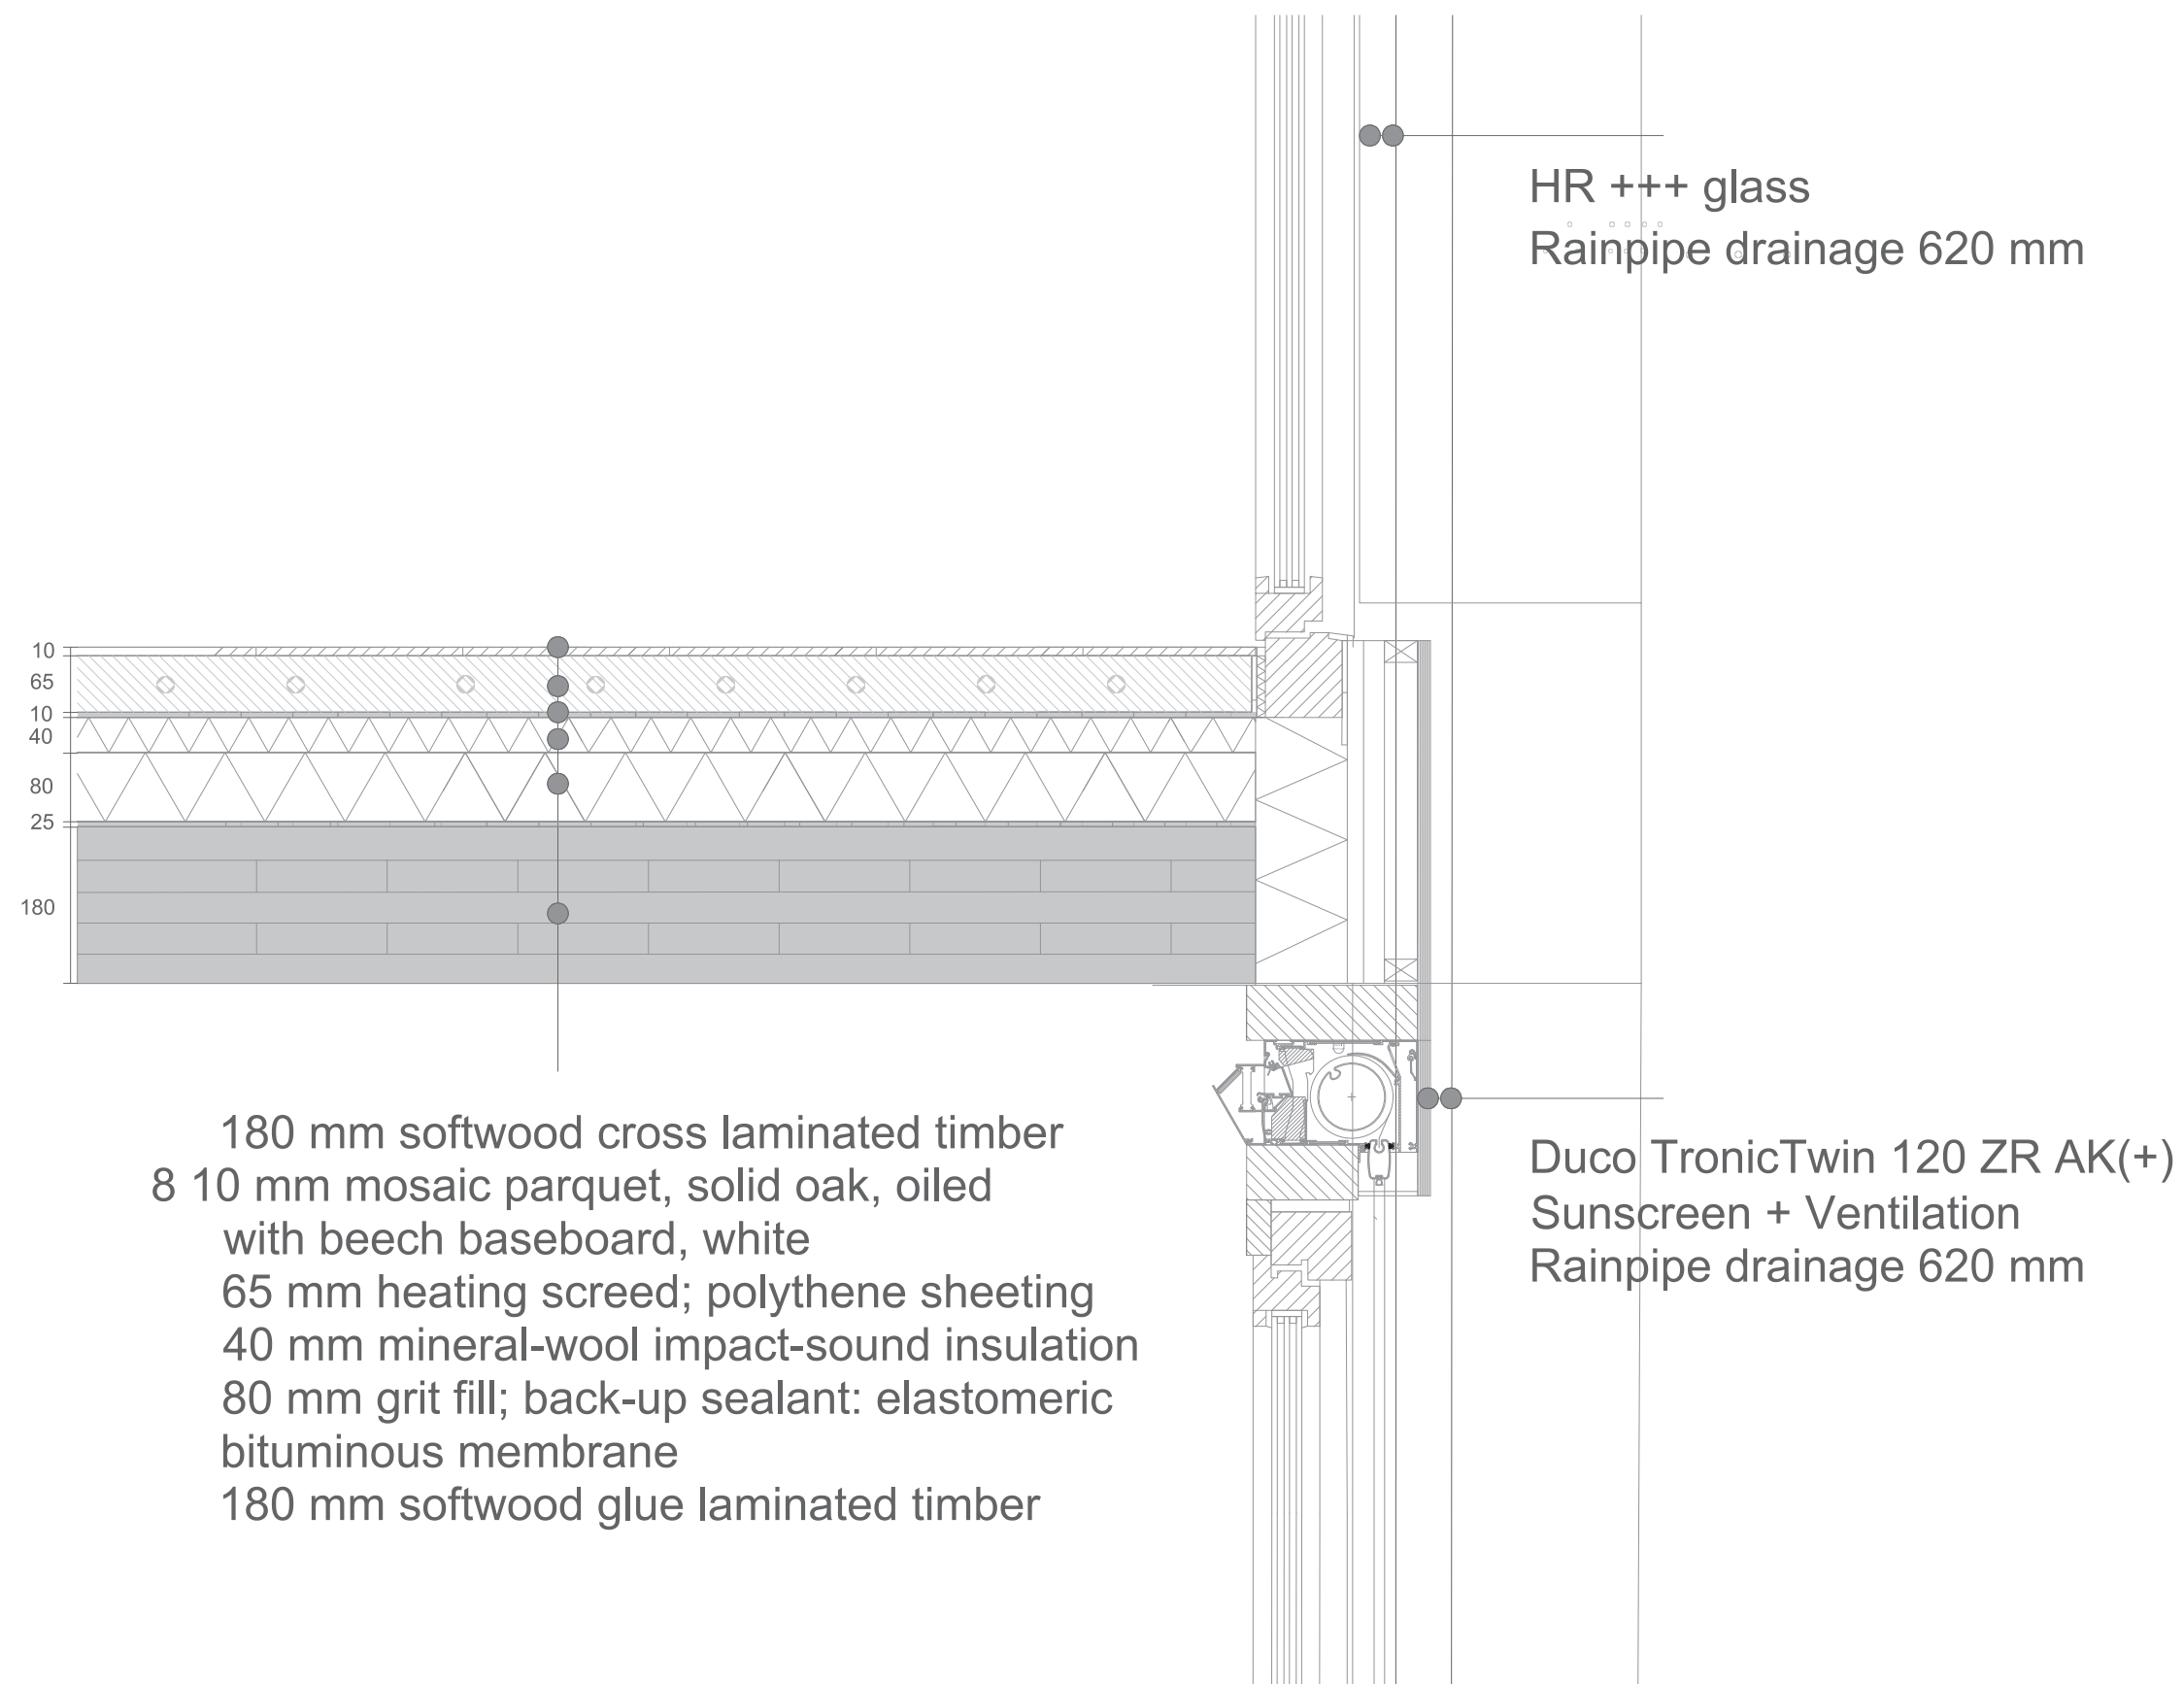 HR +++ glass
Rainpipe drainage 620 mm
10
65
10
40
80
25
180
180 mm softwood cross laminated timber
8 10 mm mosaic parquet, solid oak, oiled
with beech baseboard, white
65 mm heating screed; polythene sheeting
40 mm mineral-wool impact-sound insulation
80 mm grit fill; back-up sealant: elastomeric
bituminous membrane
180 mm softwood glue laminated timber
Duco TronicTwin 120 ZR AK(+)
Sunscreen + Ventilation
Rainpipe drainage 620 mm